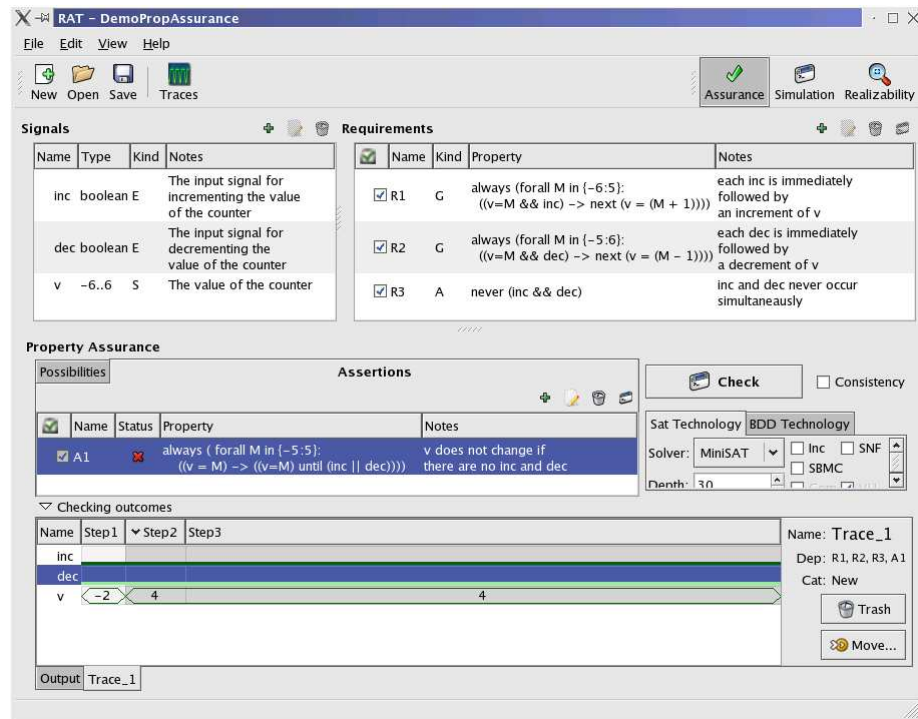 RAT – DemoPropAssurance
File Edit View Help
New Open Save Traces Assurance Simulation Realizability
Signals
Name Type Kind Notes
inc boolean E The input signal for
incrementing the value
of the counter
dec boolean E The input signal for
decrementing the
value of the counter
v –6..6 S The value of the counter
Requirements
Name Kind Property Notes
R1 G always (forall M in {–6:5}:
((v=M && inc) –> next (v = (M + 1))))
each inc is immediately
followed by
an increment of v
R2 G always (forall M in {–5:6}:
((v=M && dec) –> next (v = (M – 1))))
each dec is immediately
followed by
a decrement of v
R3 A never (inc && dec)
inc and dec never occur
simultaneausly
Property Assurance
Possibilities Assertions
Name Status Property Notes
A1 always ( forall M in {–5:5}:
((v = M) –> ((v=M) until (inc || dec))))
v does not change if
there are no inc and dec
Check Consistency
Sat Technology BDD Technology
Solver: MiniSAT Inc SNF
SBMC
Depth: 30
Checking outcomes
Name Step1 Step2 Step3
inc
dec
v –2 4 4
Name: Trace_1
Dep: R1, R2, R3, A1
Cat: New
Trash
Move...
Output Trace_1